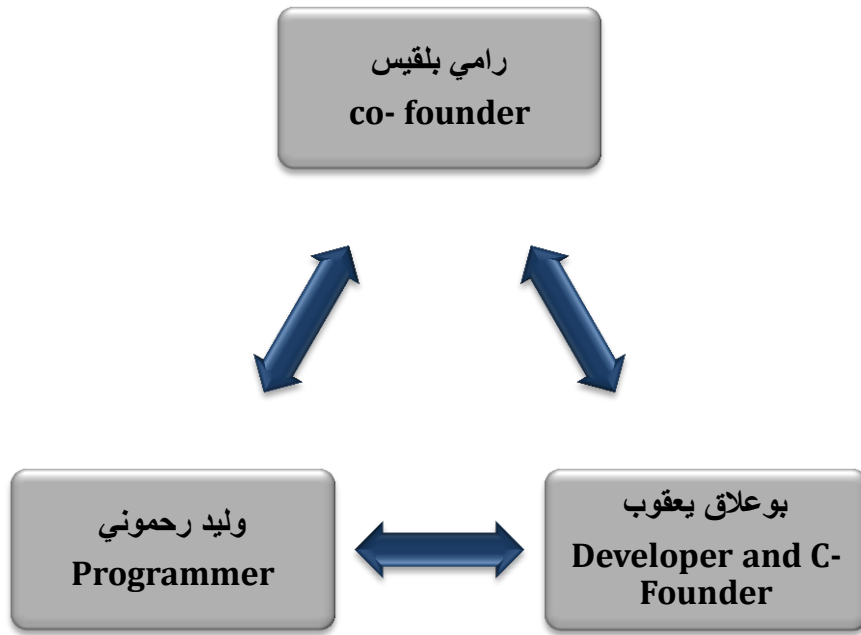 رامي بلقيس
co- founder
وليد رحموني
Programmer
بوعلاق يعقوب
Developer and C-
Founder